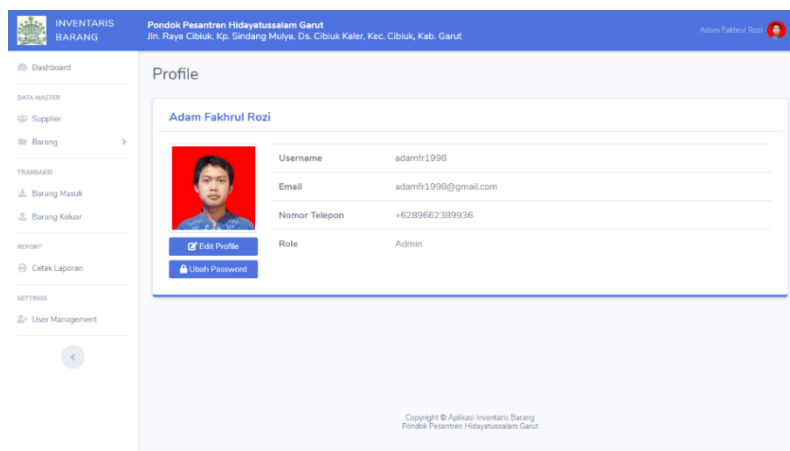 INVENTARIS
BARANG
Pondok Pesantren Hidayatussalam Garut
Jln. Raya Cibiuk, Kp. Sindang Mulya, Ds. Cibiuk Kaler, Kec. Cibiuk, Kab. Garut
Adam Fakhrul Rozi
Dashboard
DATA MASTER
Supplier
Barang
TRANSAKSI
Barang Masuk
Barang Keluar
REPORT
Cetak Laporan
SETTINGS
User Management
Profile
Adam Fakhrul Rozi
Username adamfr1998
Email adamfr1998@gmail.com
Nomor Telepon +6289662389936
Role Admin
Edit Profile
Ubah Password
Copyright © Aplikasi Inventaris Barang
Pondok Pesantren Hidayatussalam Garut